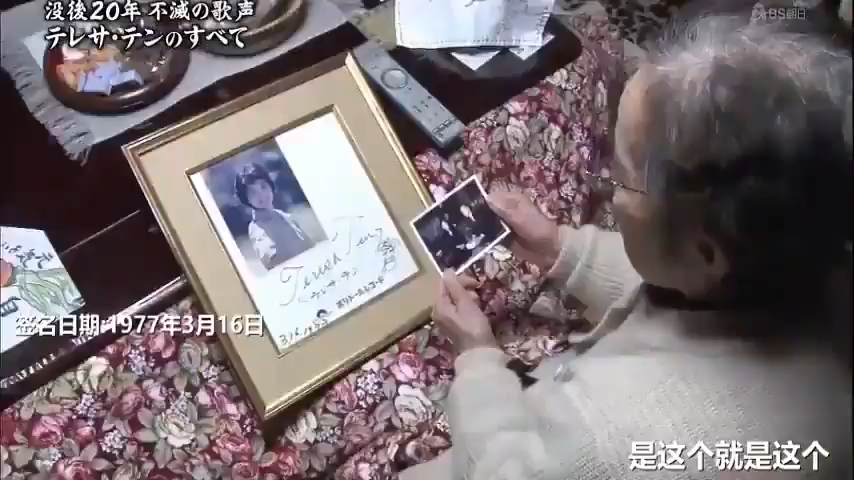 没後20年 不滅の歌声
テレサ・テンのすべて
BS朝日
Teresa Teng
テレサ・テン
ポリドールレコード
签名日期:1977年3月16日
是这个就是这个